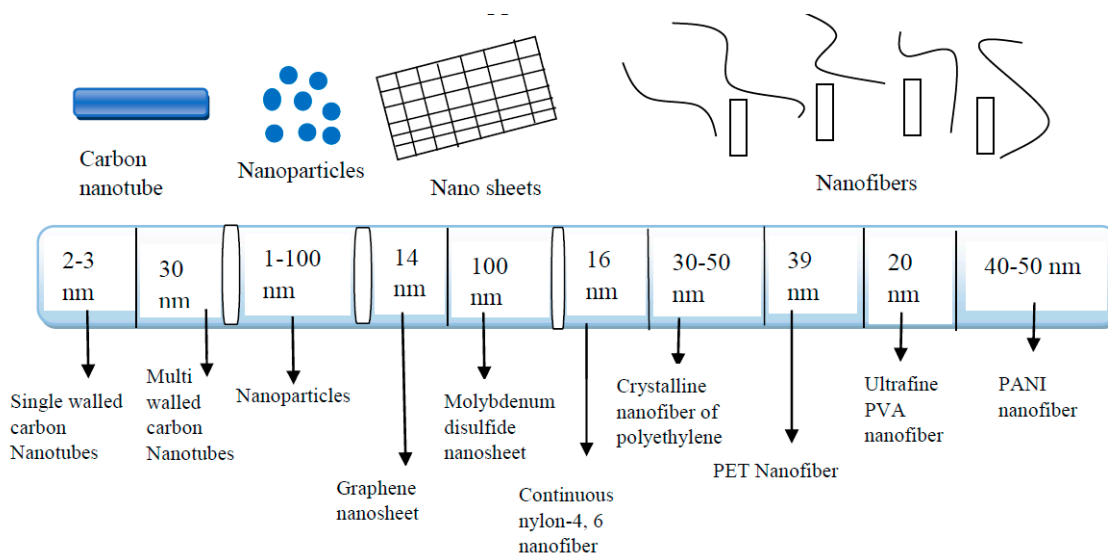 Carbon
nanotube
Nanoparticles
Nano sheets
Nanofibers
2-3
nm
30
nm
1-100
nm
14
nm
100
nm
16
nm
30-50
nm
39
nm
20
nm
40-50 nm
Single walled
carbon
Nanotubes
Multi
walled
carbon
Nanotubes
Nanoparticles
Graphene
nanosheet
Molybdenum
disulfide
nanosheet
Continuous
nylon-4, 6
nanofiber
Crystalline
nanofiber of
polyethylene
PET Nanofiber
Ultrafine
PVA
nanofiber
PANI
nanofiber